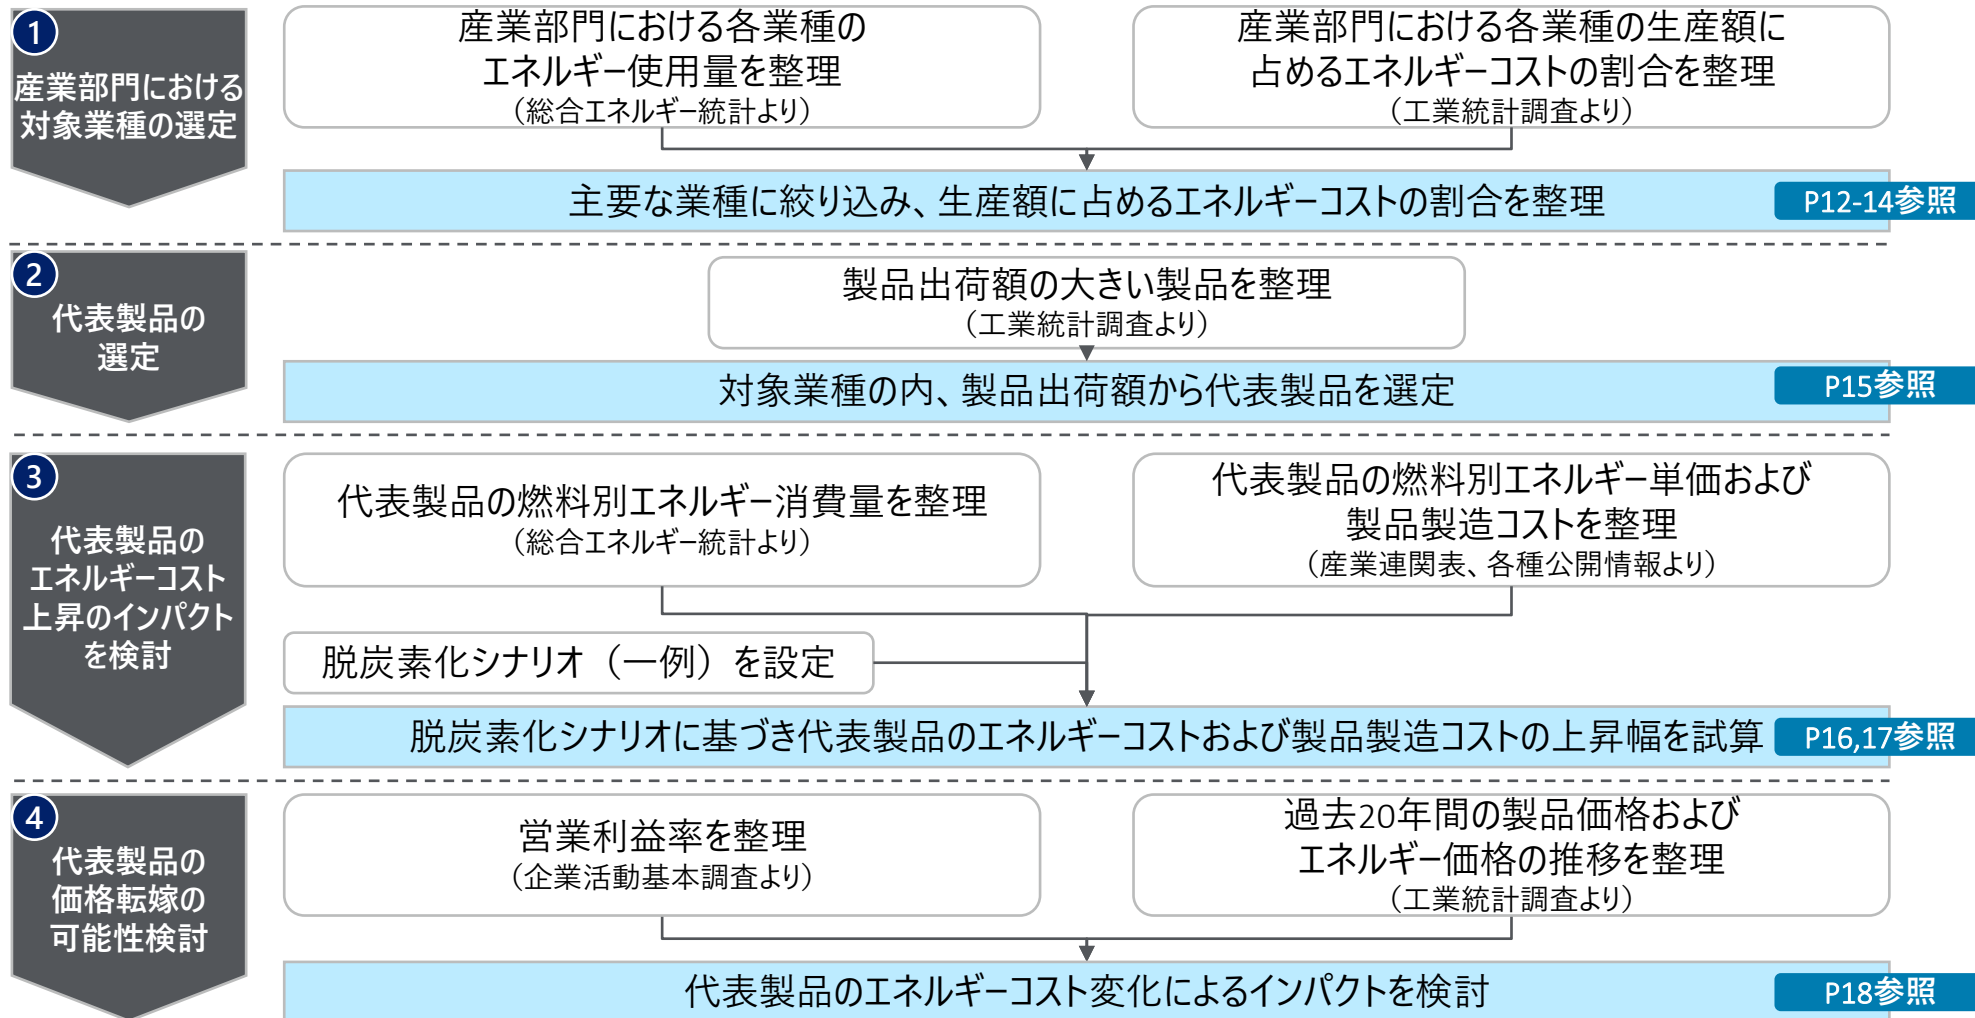 1
産業部門における
対象業種の選定
産業部門における各業種の
エネルギー使用量を整理
（総合エネルギー統計より）
産業部門における各業種の生産額に
占めるエネルギーコストの割合を整理
（工業統計調査より）
主要な業種に絞り込み、生産額に占めるエネルギーコストの割合を整理
P12-14参照
2
代表製品の
選定
製品出荷額の大きい製品を整理
（工業統計調査より）
対象業種の内、製品出荷額から代表製品を選定
P15参照
3
代表製品の
エネルギーコスト
上昇のインパクト
を検討
代表製品の燃料別エネルギー消費量を整理
（総合エネルギー統計より）
代表製品の燃料別エネルギー単価および
製品製造コストを整理
（産業連関表、各種公開情報より）
脱炭素化シナリオ（一例）を設定
脱炭素化シナリオに基づき代表製品のエネルギーコストおよび製品製造コストの上昇幅を試算
P16,17参照
4
代表製品の
価格転嫁の
可能性検討
営業利益率を整理
（企業活動基本調査より）
過去20年間の製品価格および
エネルギー価格の推移を整理
（工業統計調査より）
代表製品のエネルギーコスト変化によるインパクトを検討
P18参照